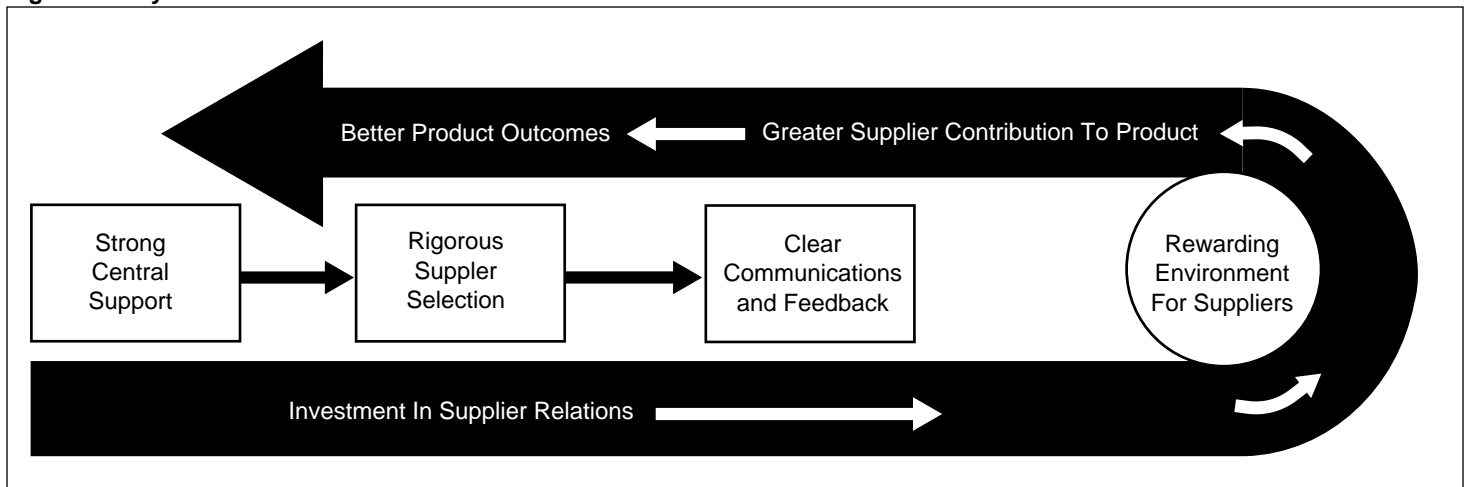 Better Product Outcomes
Greater Supplier Contribution To Product
Strong
Central
Support
Rigorous
Suppler
Selection
Clear
Communications
and Feedback
Rewarding
Environment
For Suppliers
Investment In Supplier Relations